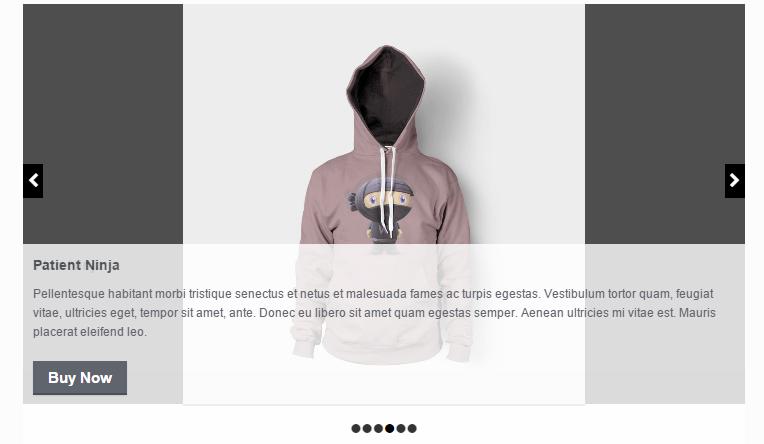 Patient Ninja
Pellentesque habitant morbi tristique senectus et netus et malesuada fames ac turpis egestas. Vestibulum tortor quam, feugiat
vitae, ultricies eget, tempor sit amet, ante. Donec eu libero sit amet quam egestas semper. Aenean ultricies mi vitae est. Mauris
placerat eleifend leo.
Buy Now